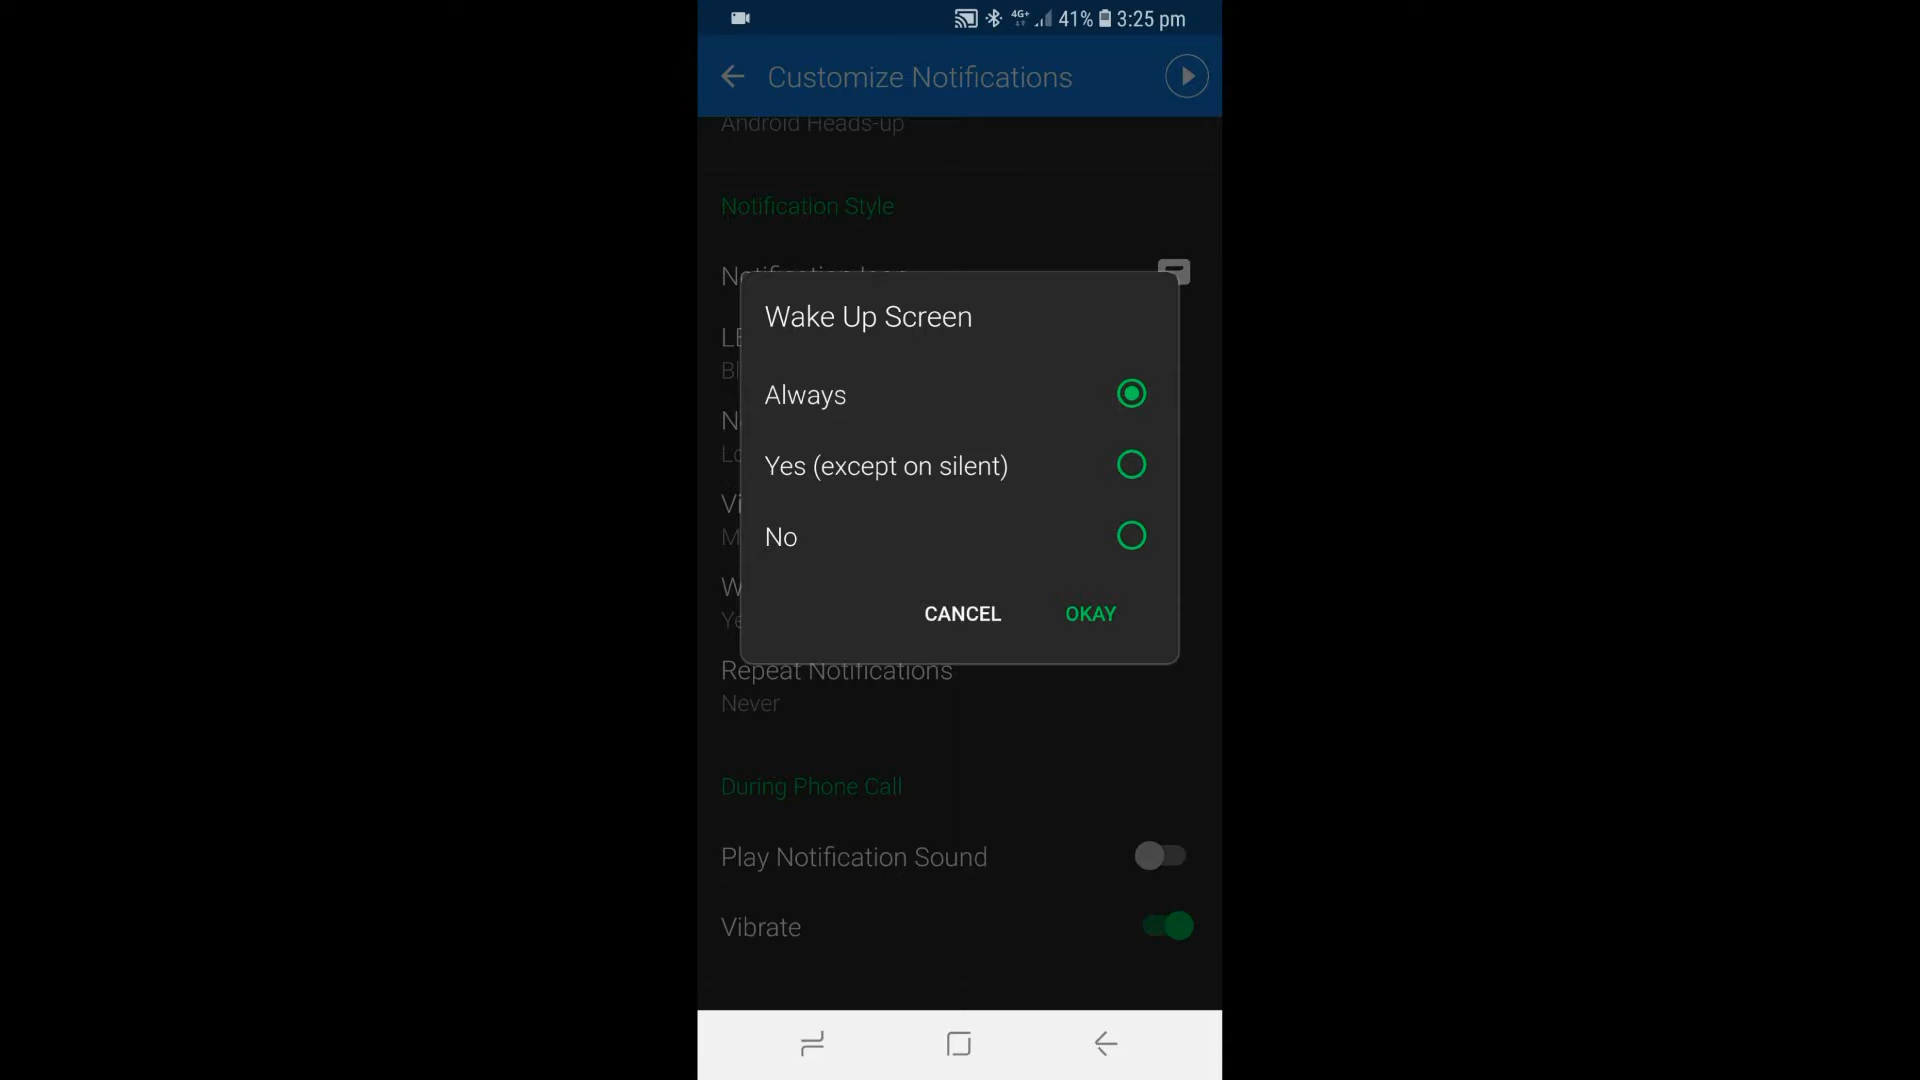 4G+ 41% 3:25 pm
Customize Notifications
Android Heads-up
Notification Style
Wake Up Screen
Always
Yes (except on silent)
No
CANCEL OKAY
Repeat Notifications
Never
During Phone Call
Play Notification Sound
Vibrate